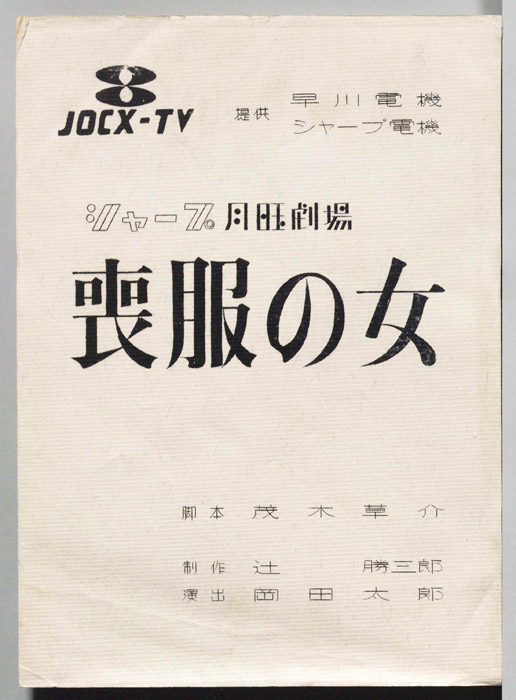 JOCX-TV
提供 早川電機
シャープ電機
シャープ月曜劇場
喪服の女
脚本 茂木草介
制作 辻 勝三郎
演出 岡田太郎